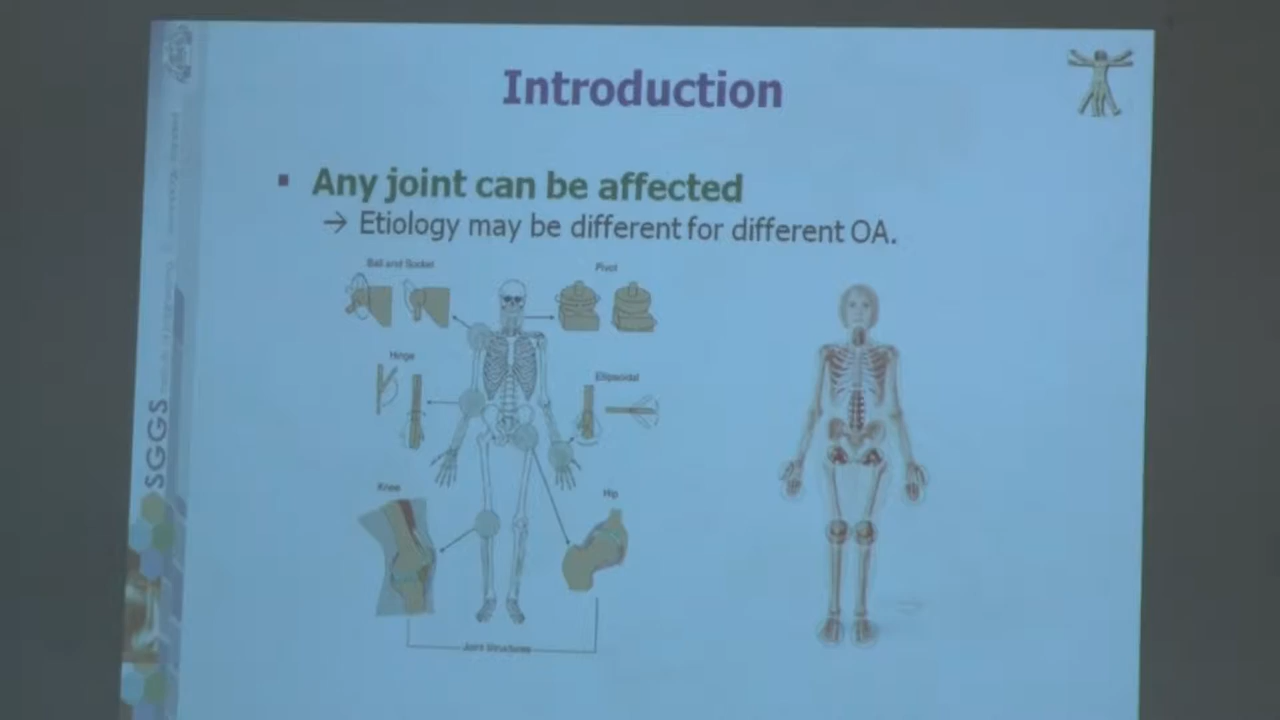 Introduction
Any joint can be affected
→ Etiology may be different for different OA.
Ball and Socket
Pivot
Hinge
Ellipsoidal
Knee
Hip
Joint Structures
SGGS